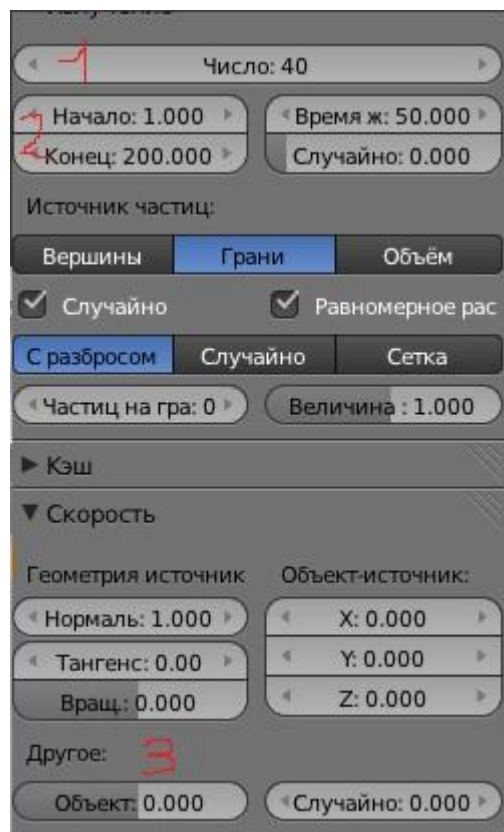 1
Число: 40
2
Начало: 1.000 Время ж: 50.000
Конец: 200.000 Случайно: 0.000
Источник частиц:
Вершины Грани Объём
Случайно Равномерное рас
С разбросом Случайно Сетка
Частиц на гра: 0 Величина : 1.000
Кэш
Скорость
Геометрия источник Объект-источник:
Нормаль: 1.000 X: 0.000
Тангенс: 0.00 Y: 0.000
Вращ.: 0.000 Z: 0.000
Другое: 3
Объект: 0.000 Случайно: 0.000